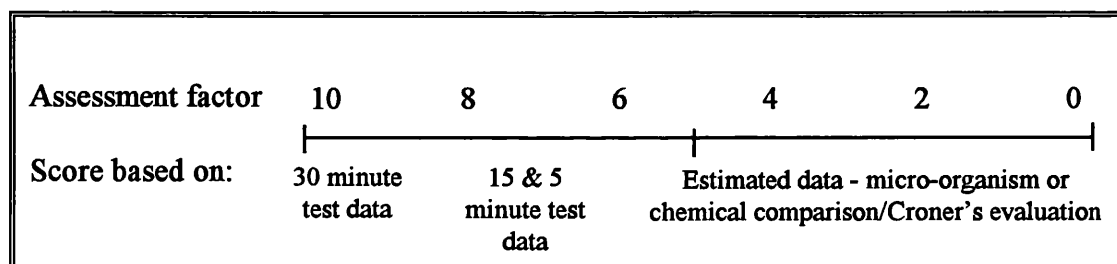 Assessment factor 10 8 6 4 2 0
Score based on:
30 minute
test data
15 & 5
minute test
data
Estimated data - micro-organism or
chemical comparison/Croner's evaluation